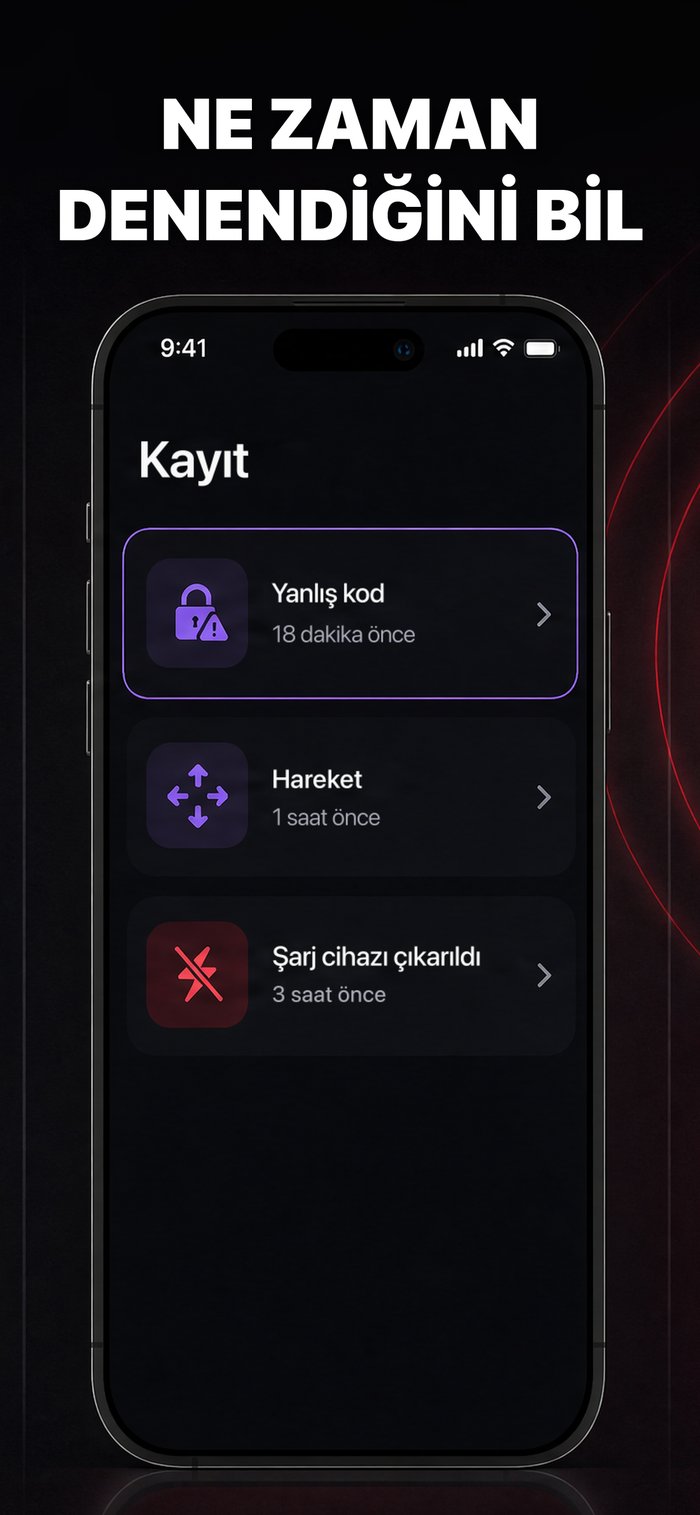 NE ZAMAN
DENENDİĞİNİ BİL
9:41
Kayıt
Yanlış kod
18 dakika önce
Hareket
1 saat önce
Şarj cihazı çıkarıldı
3 saat önce